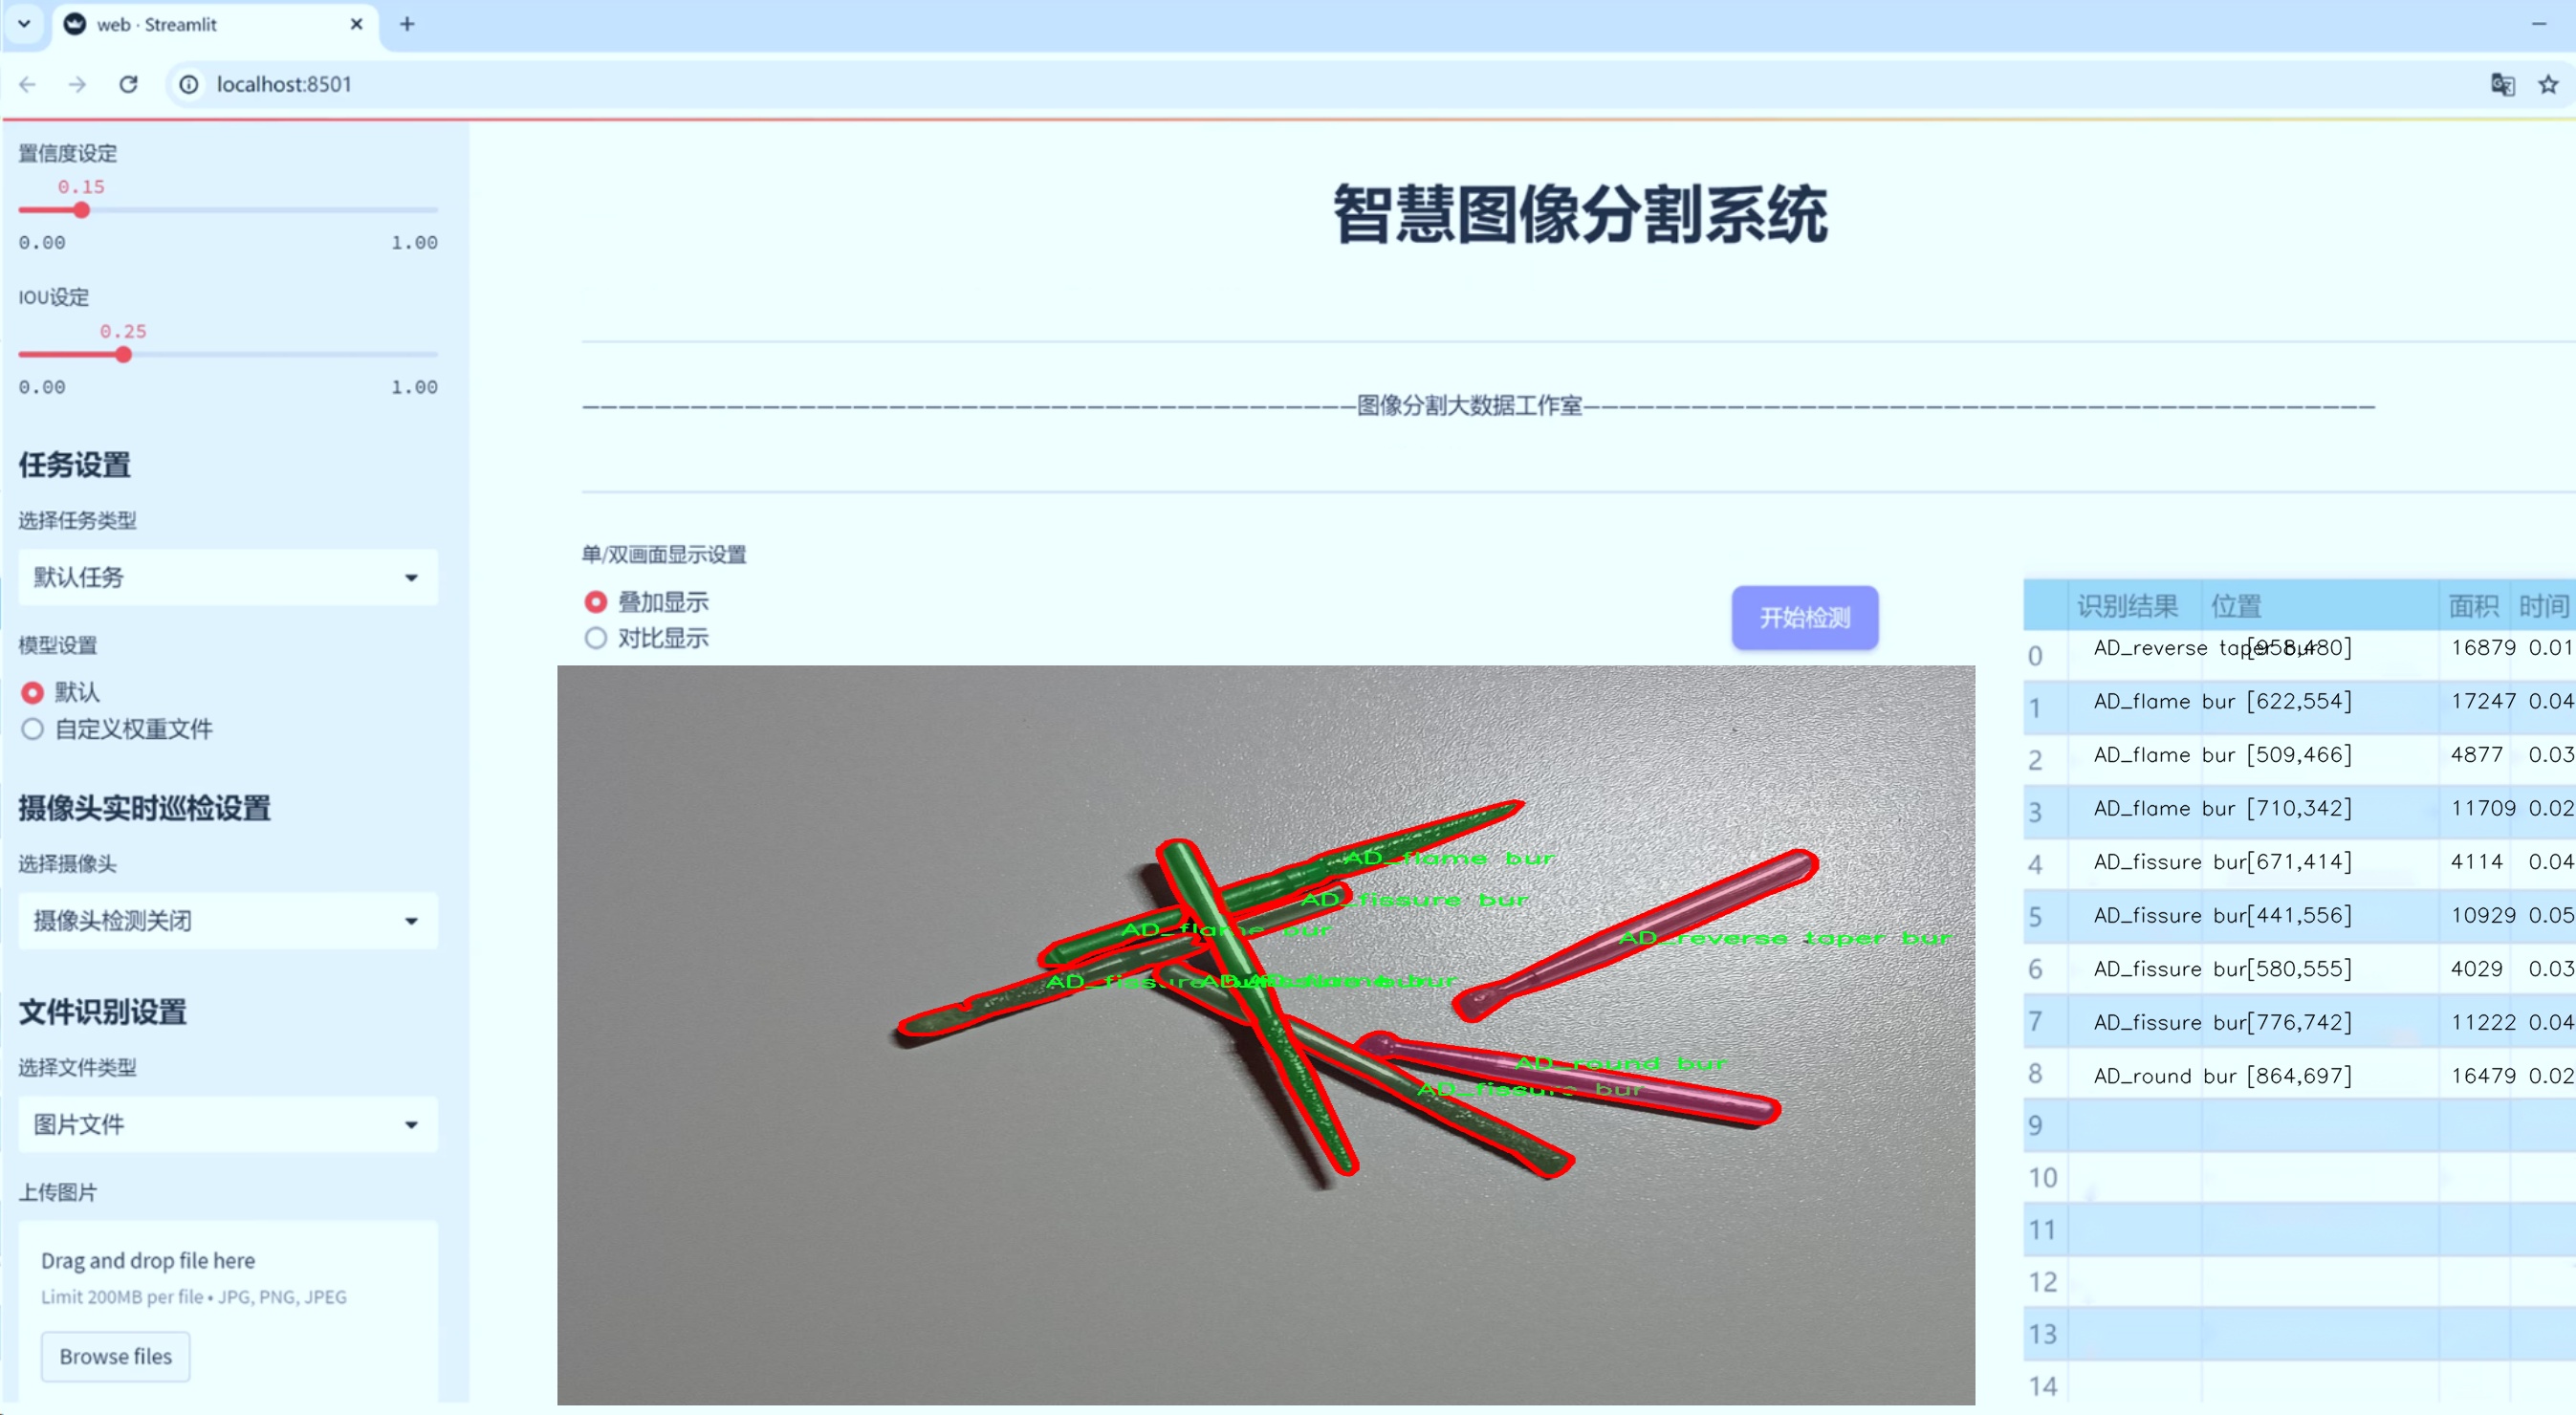 web · Streamlit
localhost:8501
置信度设定
0.15
0.00 1.00
IOU设定
0.25
0.00 1.00
任务设置
选择任务类型
默认任务
模型设置
默认
自定义权重文件
摄像头实时巡检设置
选择摄像头
摄像头检测关闭
文件识别设置
选择文件类型
图片文件
上传图片
Drag and drop file here
Limit 200MB per file • JPG, PNG, JPEG
Browse files
智慧图像分割系统
图像分割大数据工作室
单/双画面显示设置
叠加显示
对比显示
开始检测
AD_flame bur
AD_fissure bur
AD_flame bur
AD_reverse taper bur
AD_fissure
AD_round bur
AD_fissure bur
识别结果 位置 面积 时间
0 AD_reverse taper bur [958,480] 16879 0.01
1 AD_flame bur [622,554] 17247 0.04
2 AD_flame bur [509,466] 4877 0.03
3 AD_flame bur [710,342] 11709 0.02
4 AD_fissure bur[671,414] 4114 0.04
5 AD_fissure bur[441,556] 10929 0.05
6 AD_fissure bur[580,555] 4029 0.03
7 AD_fissure bur[776,742] 11222 0.04
8 AD_round bur [864,697] 16479 0.02
9
10
11
12
13
14